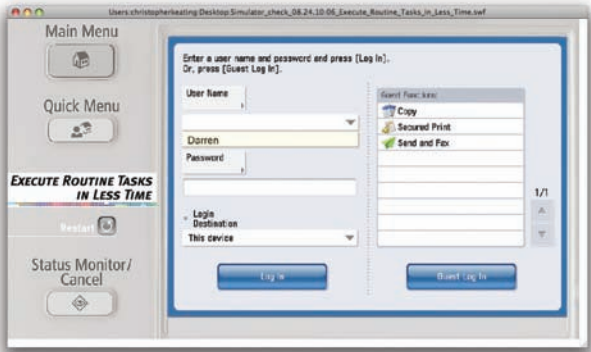 Users:christopherkeating:Desktop:Simulator_check_08.24.10:06_Execute_Routine_Tasks_in_Less_Time.swf
Main Menu
Quick Menu
EXECUTE ROUTINE TASKS
IN LESS TIME
Restart
Status Monitor/
Cancel
Enter a user name and password and press [Log In].
Or, press [Guest Log In].
User Name
Darren
Password
Login
Destination
This device
Log In
Guest Functions
Copy
Secured Print
Send and Fax
1/1
Guest Log In